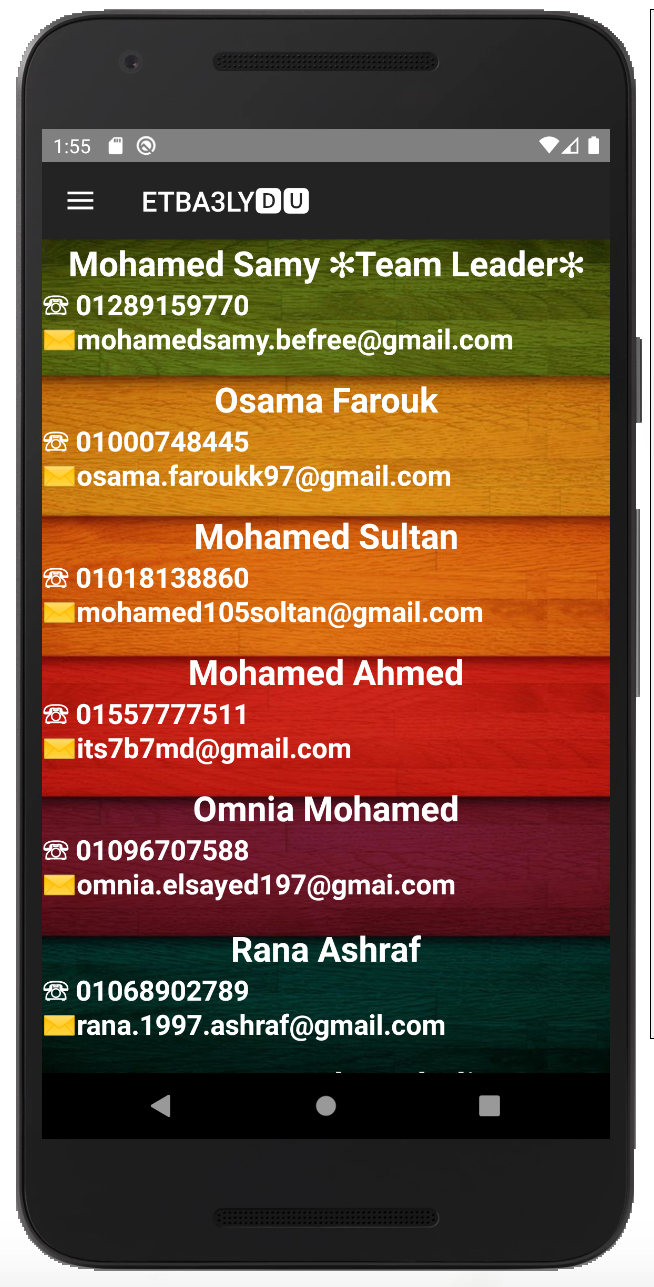 1:55
ETBA3LY🅳🆄
Mohamed Samy ✻Team Leader✻
☏ 01289159770
✉mohamedsamy.befree@gmail.com
Osama Farouk
☏ 01000748445
✉osama.faroukk97@gmail.com
Mohamed Sultan
☏ 01018138860
✉mohamed105soltan@gmail.com
Mohamed Ahmed
☏ 01557777511
✉its7b7md@gmail.com
Omnia Mohamed
☏ 01096707588
✉omnia.elsayed197@gmai.com
Rana Ashraf
☏ 01068902789
✉rana.1997.ashraf@gmail.com